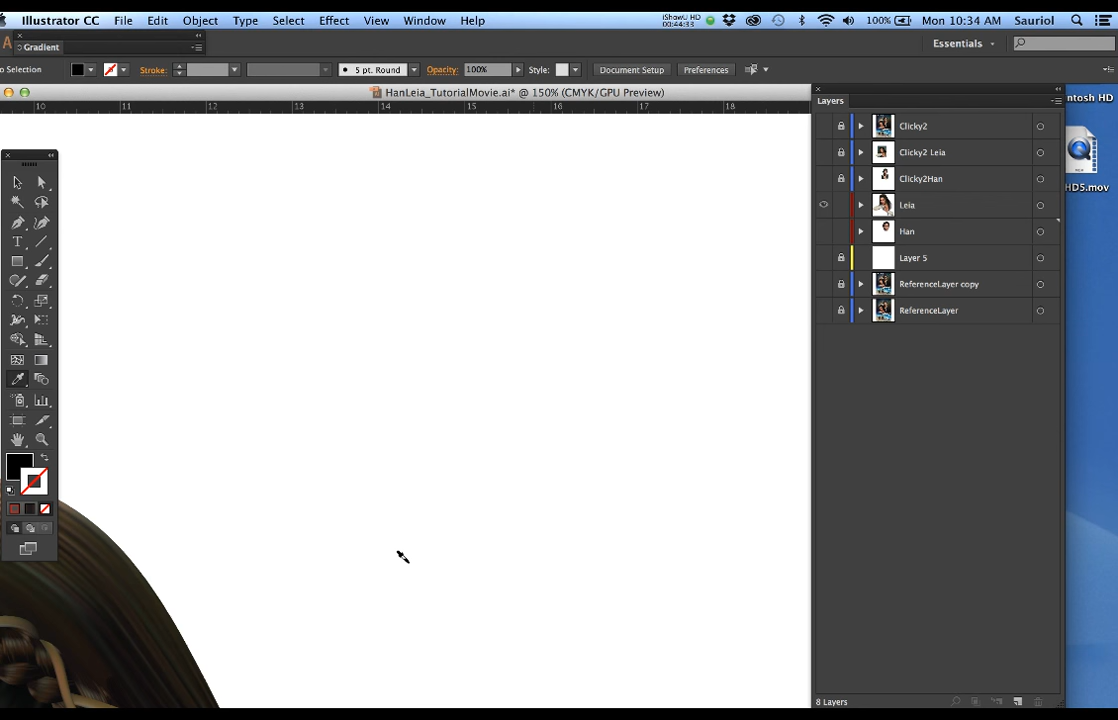 Illustrator CC File Edit Object Type Select Effect View Window Help iShowU HD 00:44:33 100% Mon 10:34 AM Sauriol
Gradient Essentials
o Selection Stroke: 5 pt. Round Opacity: 100% Style: Document Setup Preferences
HanLeia_TutorialMovie.ai* @ 150% (CMYK/GPU Preview)
10 11 12 13 14 15 16 17 18
Layers
ntosh HD
Clicky2
Clicky2 Leia
Clicky2Han
HD5.mov
Leia
Han
Layer 5
ReferenceLayer copy
ReferenceLayer
T
8 Layers